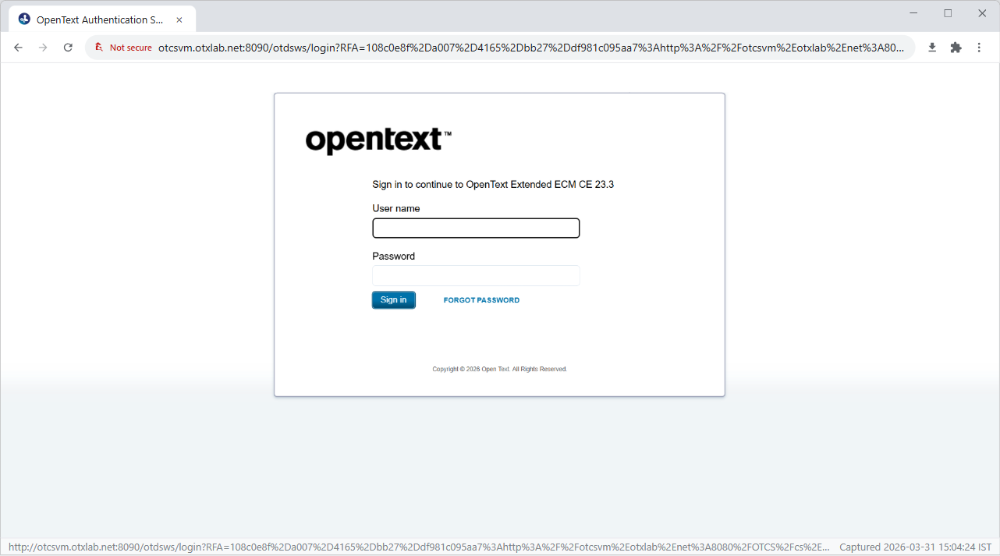 OpenText Authentication S...
Not secure otcsvm.otxlab.net:8090/otdsws/login?RFA=108c0e8f%2Da007%2D4165%2Dbb27%2Ddf981c095aa7%3Ahttp%3A%2F%2Fotcsvm%2Eotxlab%2Enet%3A80...
opentext™
Sign in to continue to OpenText Extended ECM CE 23.3
User name
Password
Sign in FORGOT PASSWORD
Copyright © 2026 Open Text. All Rights Reserved.
http://otcsvm.otxlab.net:8090/otdsws/login?RFA=108c0e8f%2Da007%2D4165%2Dbb27%2Ddf981c095aa7%3Ahttp%3A%2F%2Fotcsvm%2Eotxlab%2Enet%3A8080%2FOTCS%2Fcs%2E... Captured 2026-03-31 15:04:24 IST